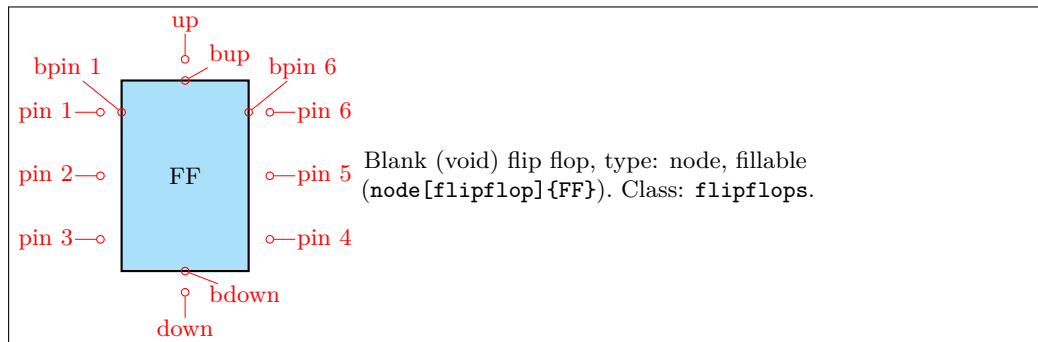 up
bup
bpin 1
bpin 6
pin 1
pin 6
pin 2
FF
pin 5
pin 3
pin 4
bdown
down
Blank (void) flip flop, type: node, fillable
(node[flipflop]{FF}). Class: flipflops.